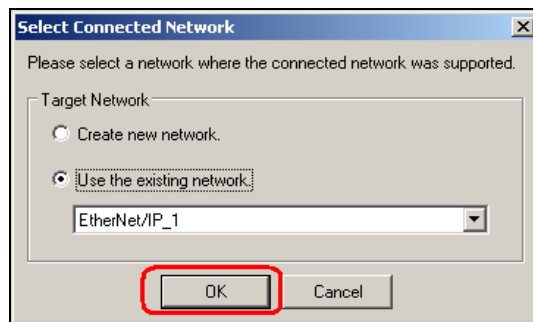 Select Connected Network
Please select a network where the connected network was supported.
Target Network
Create new network.
Use the existing network.
EtherNet/IP_1
OK
Cancel